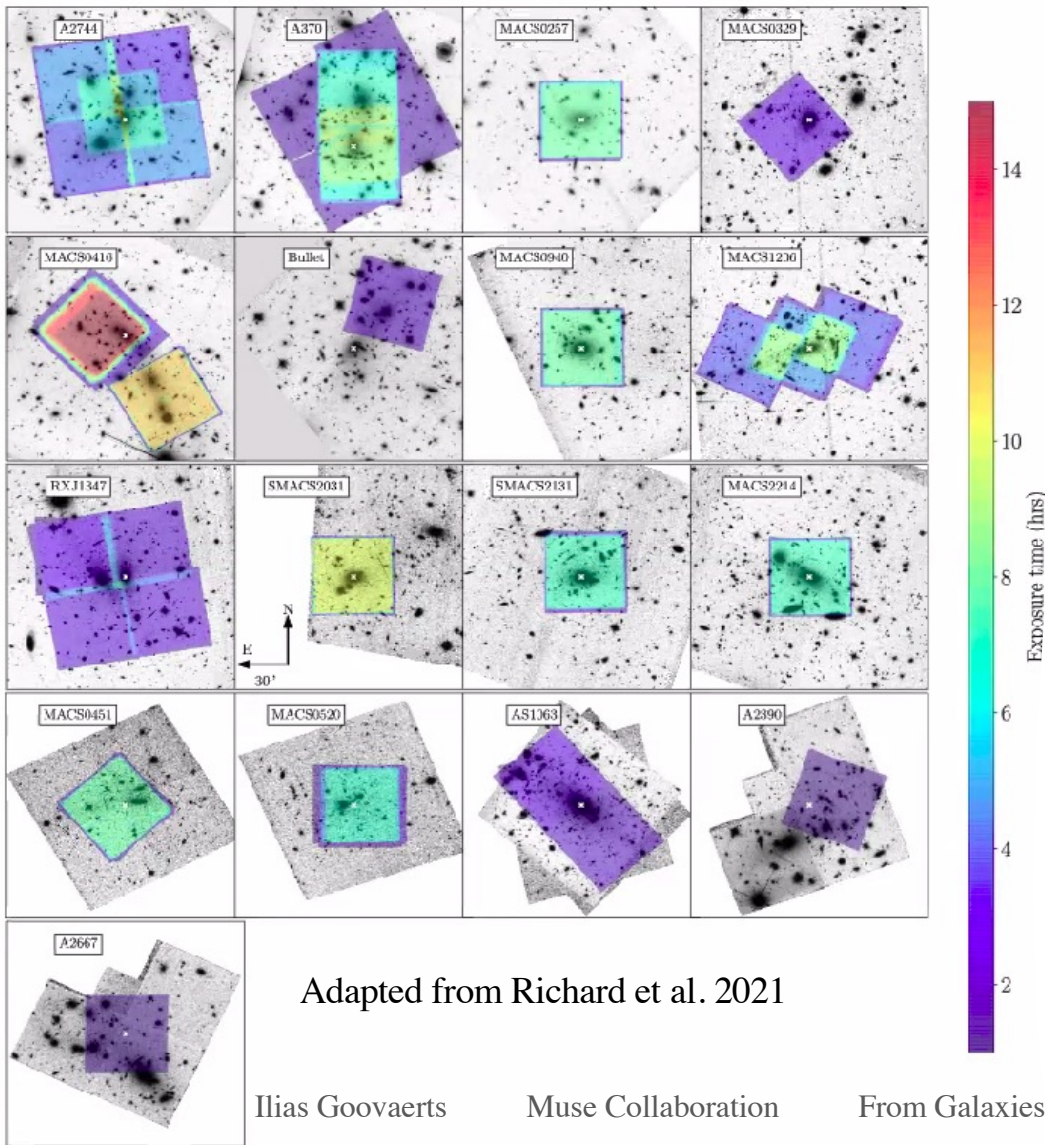 A2744
A370
MACS0257
MACS0329
MACS0416
Bullet
MACS0940
MACS1206
RXJ1347
SMACS2031
SMACS2131
MACS2214
N
E
30'
MACS0451
MACS0520
AS1063
A2390
A2667
14
12
10
8
6
4
2
Exposure time (hrs)
Adapted from Richard et al. 2021
Ilias Goovaerts Muse Collaboration From Galaxies